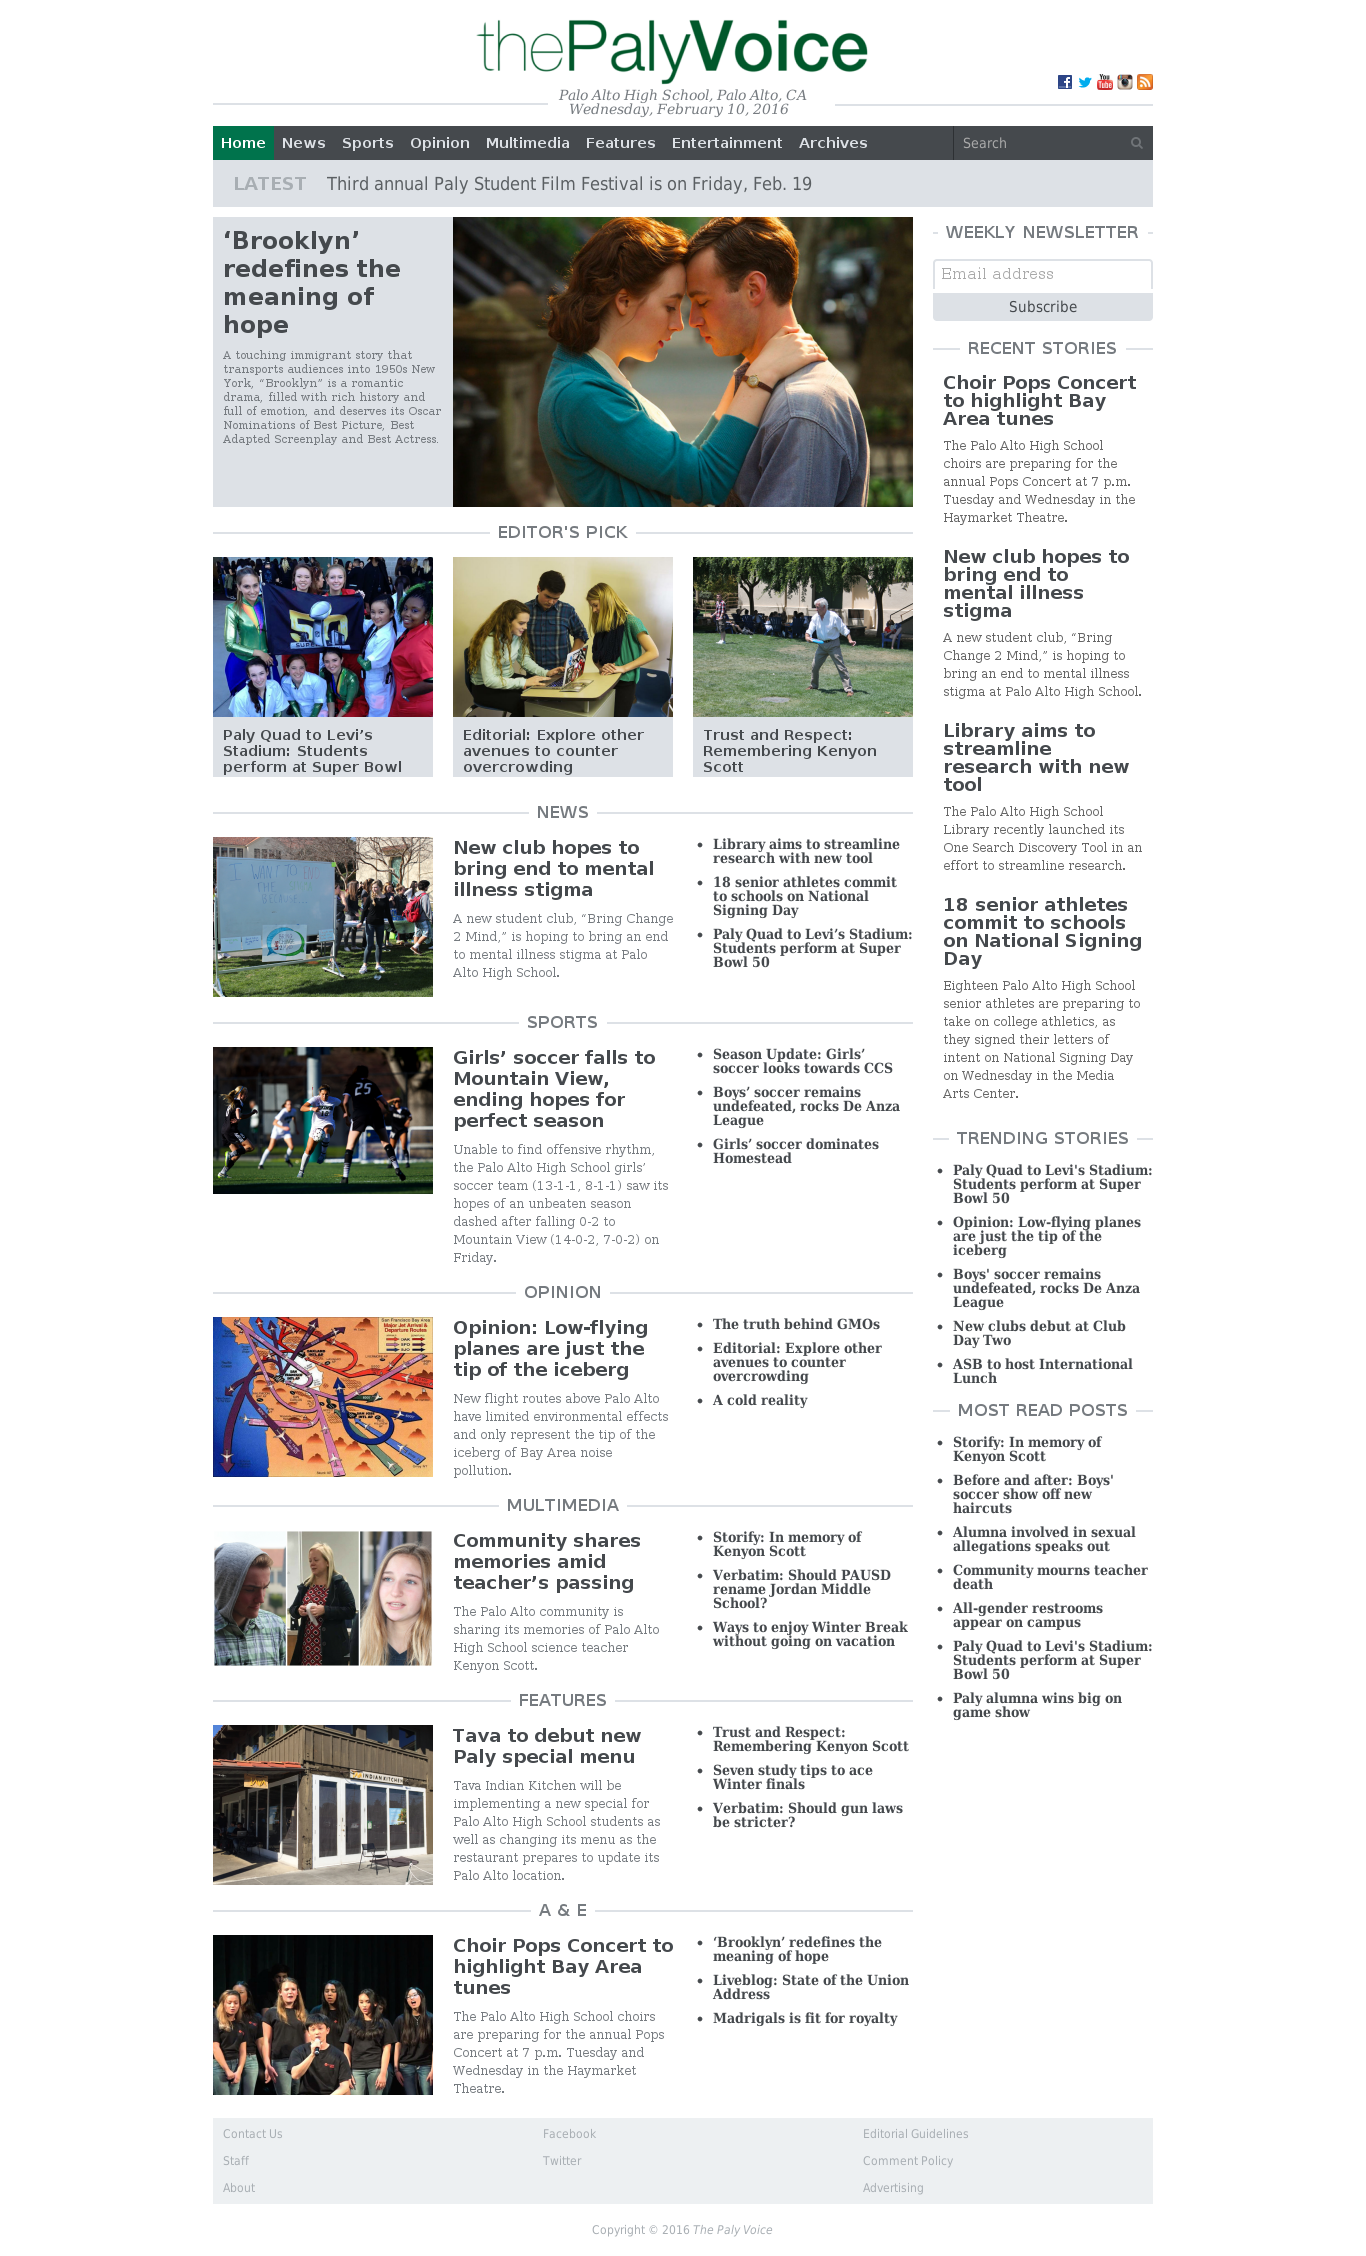 thePalyVoice
Palo Alto High School, Palo Alto, CA
Wednesday, February 10, 2016
Home News Sports Opinion Multimedia Features Entertainment Archives Search
LATEST Third annual Paly Student Film Festival is on Friday, Feb. 19
‘Brooklyn’
redefines the
meaning of
hope
A touching immigrant story that
transports audiences into 1950s New
York, “Brooklyn” is a romantic
drama, filled with rich history and
full of emotion, and deserves its Oscar
Nominations of Best Picture, Best
Adapted Screenplay and Best Actress.
EDITOR'S PICK
Paly Quad to Levi’s
Stadium: Students
perform at Super Bowl
Editorial: Explore other
avenues to counter
overcrowding
Trust and Respect:
Remembering Kenyon
Scott
NEWS
I WANT TO END
THE
BECAUSE...
New club hopes to
bring end to mental
illness stigma
A new student club, “Bring Change
2 Mind,” is hoping to bring an end
to mental illness stigma at Palo
Alto High School.
Library aims to streamline
research with new tool
18 senior athletes commit
to schools on National
Signing Day
Paly Quad to Levi’s Stadium:
Students perform at Super
Bowl 50
SPORTS
25
Girls’ soccer falls to
Mountain View,
ending hopes for
perfect season
Unable to find offensive rhythm,
the Palo Alto High School girls’
soccer team (13-1-1, 8-1-1) saw its
hopes of an unbeaten season
dashed after falling 0-2 to
Mountain View (14-0-2, 7-0-2) on
Friday.
Season Update: Girls’
soccer looks towards CCS
Boys’ soccer remains
undefeated, rocks De Anza
League
Girls’ soccer dominates
Homestead
OPINION
San Francisco Bay Area
Major Jet Arrival &
Departure Routes
Opinion: Low-flying
planes are just the
tip of the iceberg
New flight routes above Palo Alto
have limited environmental effects
and only represent the tip of the
iceberg of Bay Area noise
pollution.
The truth behind GMOs
Editorial: Explore other
avenues to counter
overcrowding
A cold reality
MULTIMEDIA
Community shares
memories amid
teacher’s passing
The Palo Alto community is
sharing its memories of Palo Alto
High School science teacher
Kenyon Scott.
Storify: In memory of
Kenyon Scott
Verbatim: Should PAUSD
rename Jordan Middle
School?
Ways to enjoy Winter Break
without going on vacation
FEATURES
INDIAN KITCHEN
Tava to debut new
Paly special menu
Tava Indian Kitchen will be
implementing a new special for
Palo Alto High School students as
well as changing its menu as the
restaurant prepares to update its
Palo Alto location.
Trust and Respect:
Remembering Kenyon Scott
Seven study tips to ace
Winter finals
Verbatim: Should gun laws
be stricter?
A & E
Choir Pops Concert to
highlight Bay Area
tunes
The Palo Alto High School choirs
are preparing for the annual Pops
Concert at 7 p.m. Tuesday and
Wednesday in the Haymarket
Theatre.
‘Brooklyn’ redefines the
meaning of hope
Liveblog: State of the Union
Address
Madrigals is fit for royalty
WEEKLY NEWSLETTER
Email address
Subscribe
RECENT STORIES
Choir Pops Concert
to highlight Bay
Area tunes
The Palo Alto High School
choirs are preparing for the
annual Pops Concert at 7 p.m.
Tuesday and Wednesday in the
Haymarket Theatre.
New club hopes to
bring end to
mental illness
stigma
A new student club, “Bring
Change 2 Mind,” is hoping to
bring an end to mental illness
stigma at Palo Alto High School.
Library aims to
streamline
research with new
tool
The Palo Alto High School
Library recently launched its
One Search Discovery Tool in an
effort to streamline research.
18 senior athletes
commit to schools
on National Signing
Day
Eighteen Palo Alto High School
senior athletes are preparing to
take on college athletics, as
they signed their letters of
intent on National Signing Day
on Wednesday in the Media
Arts Center.
TRENDING STORIES
Paly Quad to Levi's Stadium:
Students perform at Super
Bowl 50
Opinion: Low-flying planes
are just the tip of the
iceberg
Boys' soccer remains
undefeated, rocks De Anza
League
New clubs debut at Club
Day Two
ASB to host International
Lunch
MOST READ POSTS
Storify: In memory of
Kenyon Scott
Before and after: Boys'
soccer show off new
haircuts
Alumna involved in sexual
allegations speaks out
Community mourns teacher
death
All-gender restrooms
appear on campus
Paly Quad to Levi's Stadium:
Students perform at Super
Bowl 50
Paly alumna wins big on
game show
Contact Us Facebook Editorial Guidelines
Staff Twitter Comment Policy
About Advertising
Copyright © 2016 The Paly Voice